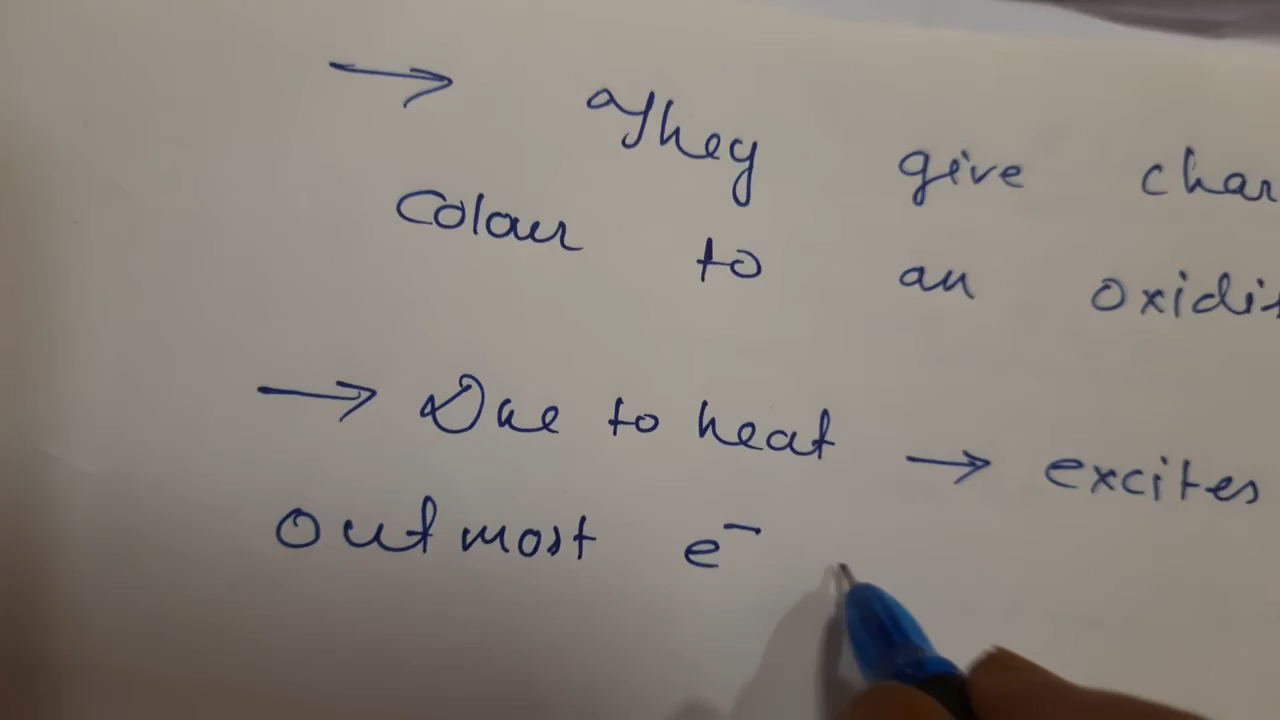 → They give char
Colour to an oxidi
→ Due to heat → excites
outmost e⁻